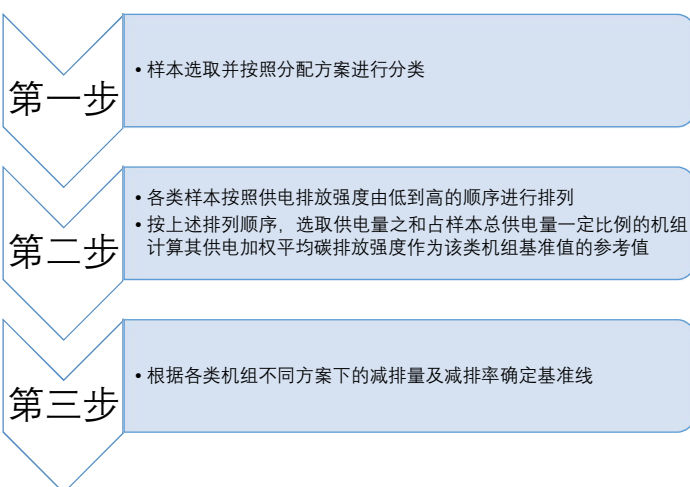 第一步
•样本选取并按照分配方案进行分类
第二步
•各类样本按照供电排放强度由低到高的顺序进行排列
•按上述排列顺序，选取供电量之和占样本总供电量一定比例的机组
计算其供电加权平均碳排放强度作为该类机组基准值的参考值
第三步
•根据各类机组不同方案下的减排量及减排率确定基准线